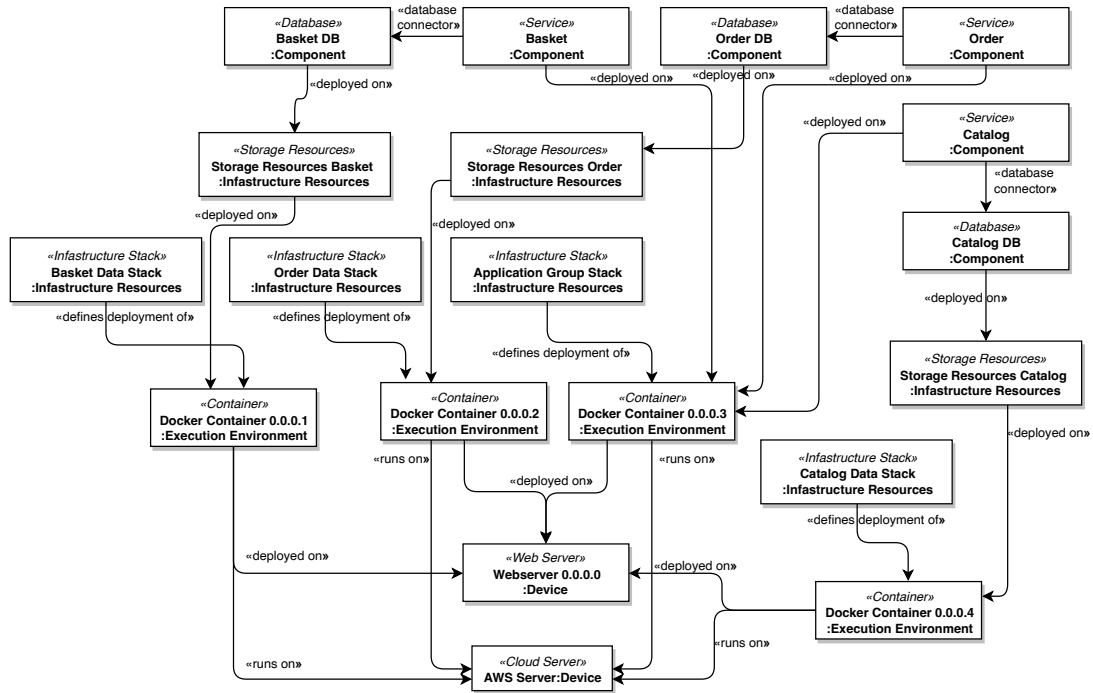 «Database»
Basket DB
:Component
«database
connector»
«Service»
Basket
:Component
«Database»
Order DB
:Component
«database
connector»
«Service»
Order
:Component
«deployed on»
«deployed on»
«deployed on»
«deployed on»
«Service»
Catalog
:Component
«deployed on»
«Storage Resources»
Storage Resources Basket
:Infastructure Resources
«Storage Resources»
Storage Resources Order
:Infastructure Resources
«database
connector»
«deployed on»
«deployed on»
«Database»
Catalog DB
:Component
«Infastructure Stack»
Basket Data Stack
:Infastructure Resources
«Infastructure Stack»
Order Data Stack
:Infastructure Resources
«Infastructure Stack»
Application Group Stack
:Infastructure Resources
«deployed on»
«defines deployment of»
«defines deployment of»
«defines deployment of»
«Storage Resources»
Storage Resources Catalog
:Infastructure Resources
«Container»
Docker Container 0.0.0.1
:Execution Environment
«Container»
Docker Container 0.0.0.2
:Execution Environment
«Container»
Docker Container 0.0.0.3
:Execution Environment
«deployed on»
«runs on»
«runs on»
«deployed on»
«Infastructure Stack»
Catalog Data Stack
:Infastructure Resources
«defines deployment of»
«deployed on»
«Web Server»
Webserver 0.0.0.0
:Device
«deployed on»
«Container»
Docker Container 0.0.0.4
:Execution Environment
«runs on»
«runs on»
«Cloud Server»
AWS Server:Device